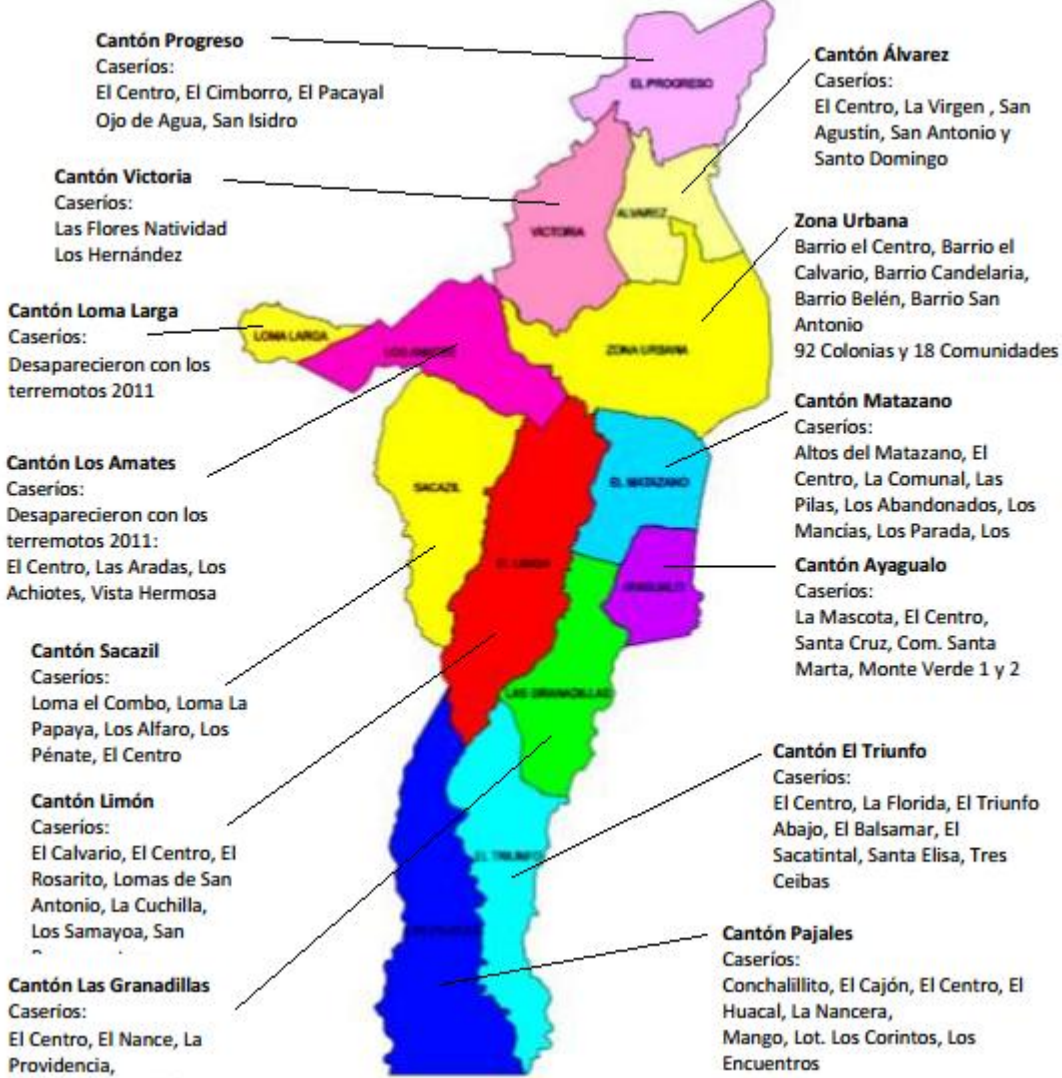 Cantón Progreso
Caseríos:
El Centro, El Cimborro, El Pacayal
Ojo de Agua, San Isidro
Cantón Victoria
Caseríos:
Las Flores Natividad
Los Hernández
Cantón Loma Larga
Caseríos:
Desaparecieron con los
terremotos 2011
Cantón Los Amates
Caseríos:
Desaparecieron con los
terremotos 2011:
El Centro, Las Aradas, Los
Achiotes, Vista Hermosa
Cantón Sacazil
Caseríos:
Loma el Combo, Loma La
Papaya, Los Alfaro, Los
Pénate, El Centro
Cantón Limón
Caseríos:
El Calvario, El Centro, El
Rosarito, Lomas de San
Antonio, La Cuchilla,
Los Samayoa, San
Cantón Las Granadillas
Caseríos:
El Centro, El Nance, La
Providencia,
EL PROGRESO
VICTORIA
ALVAREZ
ZONA URBANA
LOMA LARGA
LOS AMATES
SACAZIL
EL MATAZANO
AYAGUALO
LAS GRANADILLAS
EL TRIUNFO
Cantón Álvarez
Caseríos:
El Centro, La Virgen , San
Agustín, San Antonio y
Santo Domingo
Zona Urbana
Barrio el Centro, Barrio el
Calvario, Barrio Candelaria,
Barrio Belén, Barrio San
Antonio
92 Colonias y 18 Comunidades
Cantón Matazano
Caseríos:
Altos del Matazano, El
Centro, La Comunal, Las
Pilas, Los Abandonados, Los
Mancías, Los Parada, Los
Cantón Ayagualo
Caseríos:
La Mascota, El Centro,
Santa Cruz, Com. Santa
Marta, Monte Verde 1 y 2
Cantón El Triunfo
Caseríos:
El Centro, La Florida, El Triunfo
Abajo, El Balsamar, El
Sacatintal, Santa Elisa, Tres
Ceibas
Cantón Pajales
Caseríos:
Conchalillito, El Cajón, El Centro, El
Huacal, La Nancera,
Mango, Lot. Los Corintos, Los
Encuentros